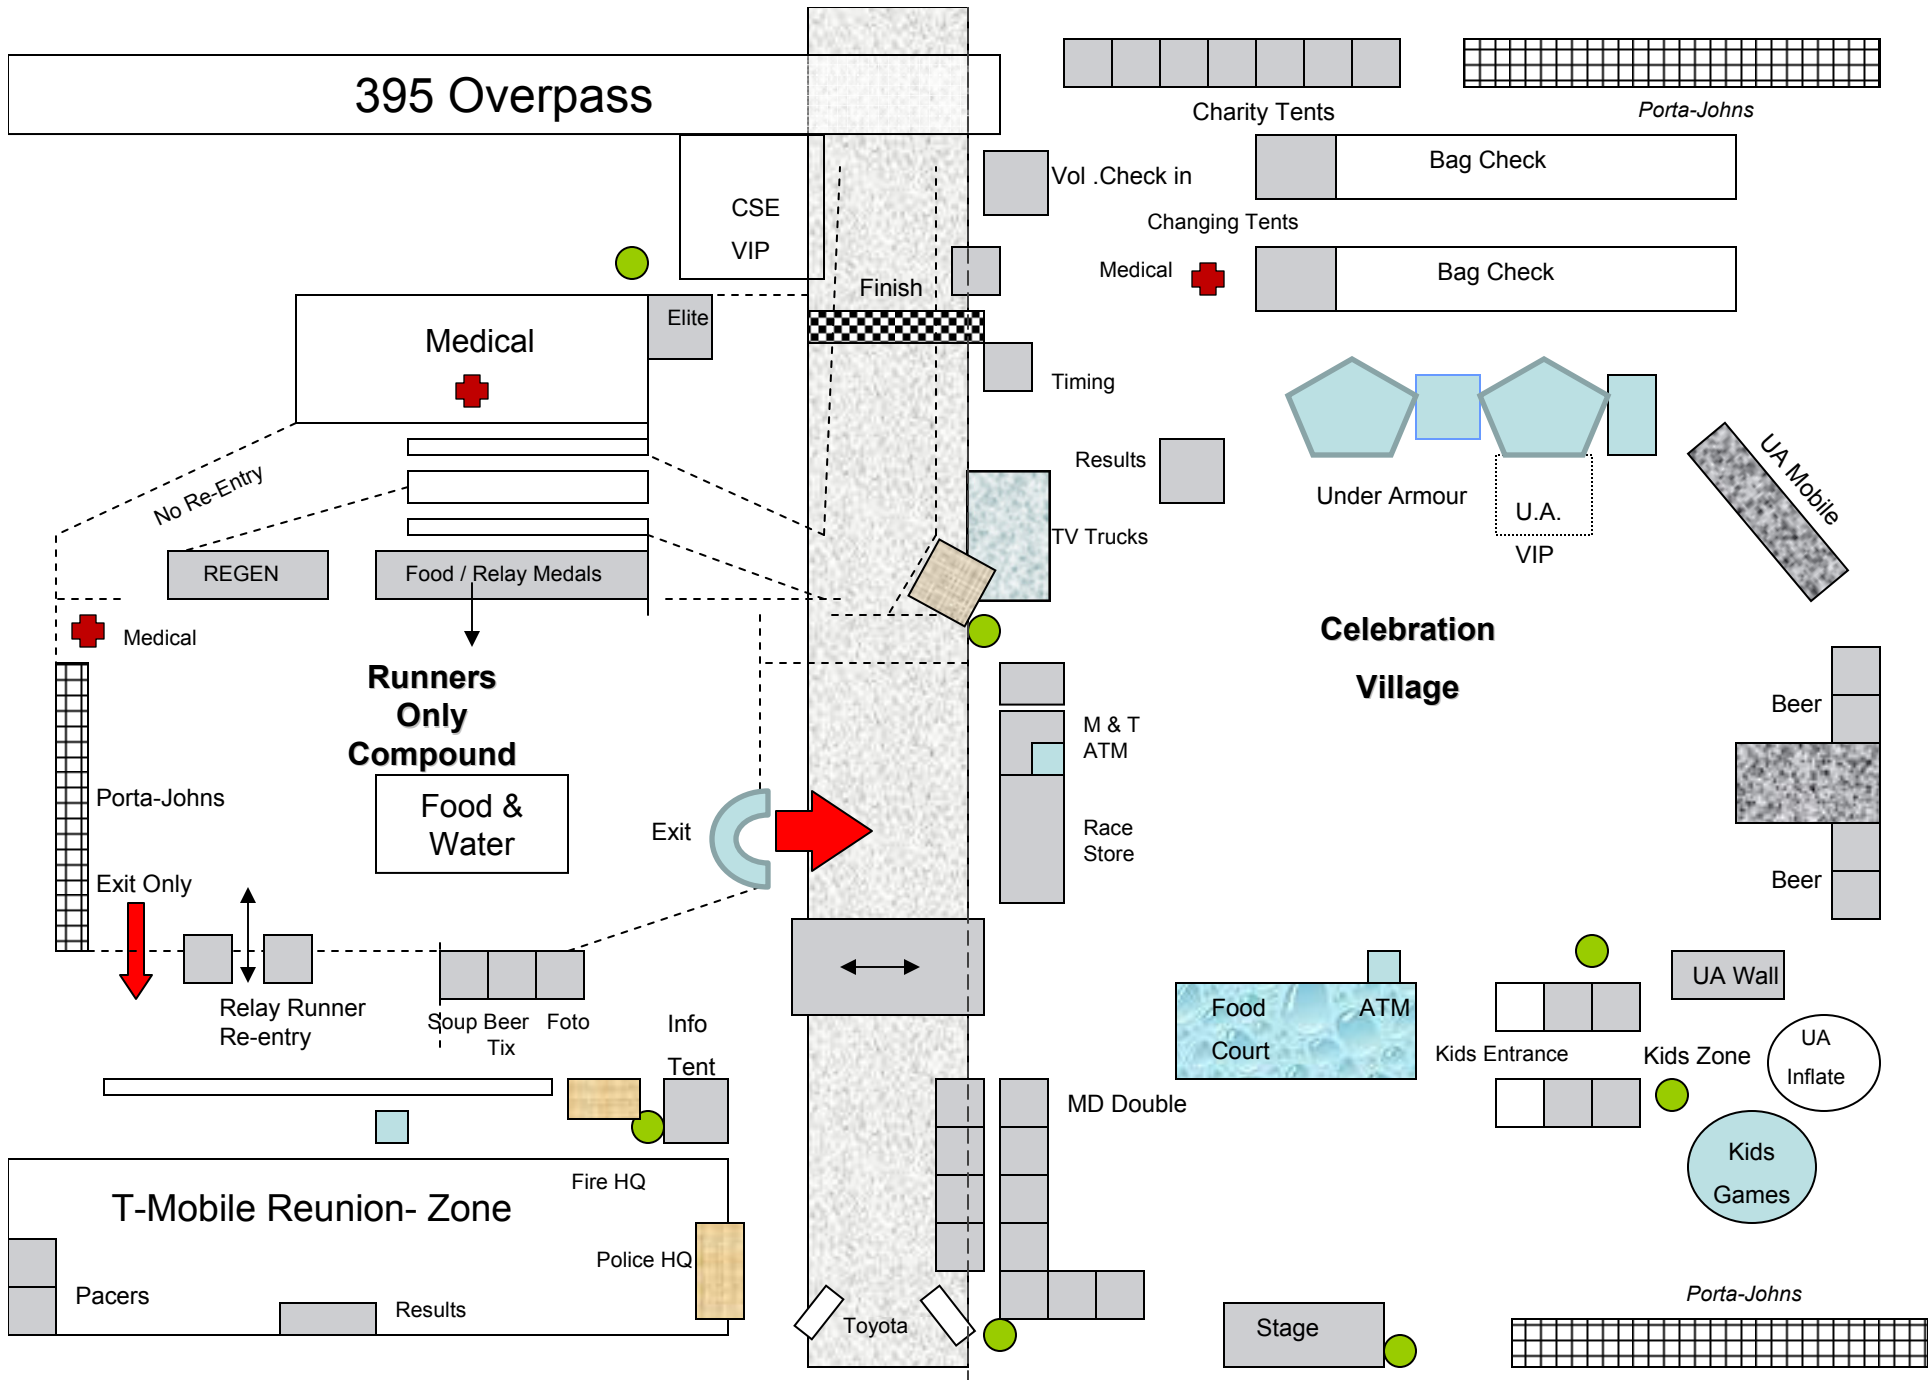 395 Overpass
Charity Tents
Porta-Johns
Bag Check
Vol .Check in
CSE
VIP
Changing Tents
Medical
Bag Check
Finish
Elite
Medical
Timing
No Re-Entry
Results
Under Armour
U.A.
VIP
UA Mobile
TV Trucks
REGEN
Food / Relay Medals
Medical
Celebration
Village
Runners
Only
Compound
M & T
ATM
Beer
Porta-Johns
Food &
Water
Exit
Race
Store
Exit Only
Beer
Relay Runner
Re-entry
Soup Beer
Tix
Foto
Info
Tent
Food
Court
ATM
UA Wall
Kids Entrance
Kids Zone
UA
Inflate
MD Double
Kids
Games
T-Mobile Reunion- Zone
Fire HQ
Police HQ
Pacers
Results
Toyota
Stage
Porta-Johns